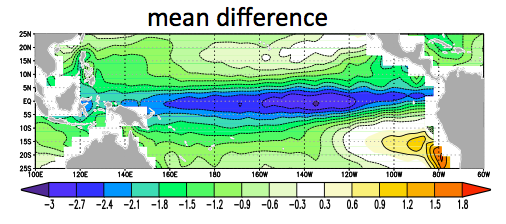 mean difference
25N
20N
15N
10N
5N
EQ
5S
10S
15S
20S
25S
100E 120E 140E 160E 180 160W 140W 120W 100W 80W 60W
-3 -2.7 -2.4 -2.1 -1.8 -1.5 -1.2 -0.9 -0.6 -0.3 0.3 0.6 0.9 1.2 1.5 1.8